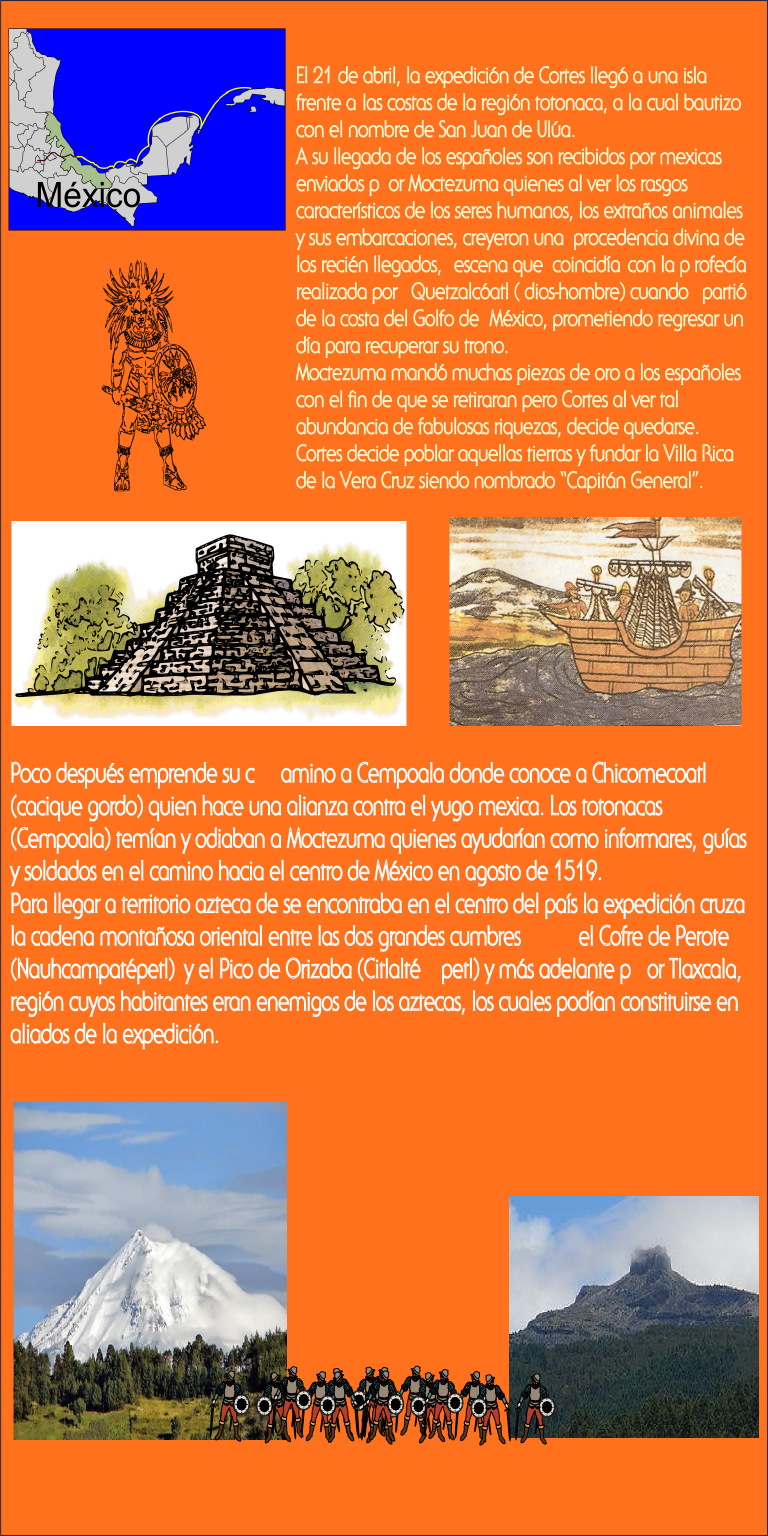 México
El 21 de abril, la expedición de Cortes llegó a una isla
frente a las costas de la región totonaca, a la cual bautizo
con el nombre de San Juan de Ulúa.
A su llegada de los españoles son recibidos por mexicas
enviados p or Moctezuma quienes al ver los rasgos
característicos de los seres humanos, los extraños animales
y sus embarcaciones, creyeron una procedencia divina de
los recién llegados, escena que coincidía con la p rofecía
realizada por Quetzalcóatl ( dios-hombre) cuando partió
de la costa del Golfo de México, prometiendo regresar un
día para recuperar su trono.
Moctezuma mandó muchas piezas de oro a los españoles
con el fin de que se retiraran pero Cortes al ver tal
abundancia de fabulosas riquezas, decide quedarse.
Cortes decide poblar aquellas tierras y fundar la Villa Rica
de la Vera Cruz siendo nombrado “Capitán General”.
Poco después emprende su c amino a Cempoala donde conoce a Chicomecoatl
(cacique gordo) quien hace una alianza contra el yugo mexica. Los totonacas
(Cempoala) temían y odiaban a Moctezuma quienes ayudarían como informares, guías
y soldados en el camino hacia el centro de México en agosto de 1519.
Para llegar a territorio azteca de se encontraba en el centro del país la expedición cruza
la cadena montañosa oriental entre las dos grandes cumbres el Cofre de Perote
(Nauhcampatépetl) y el Pico de Orizaba (Citlalté petl) y más adelante p or Tlaxcala,
región cuyos habitantes eran enemigos de los aztecas, los cuales podían constituirse en
aliados de la expedición.